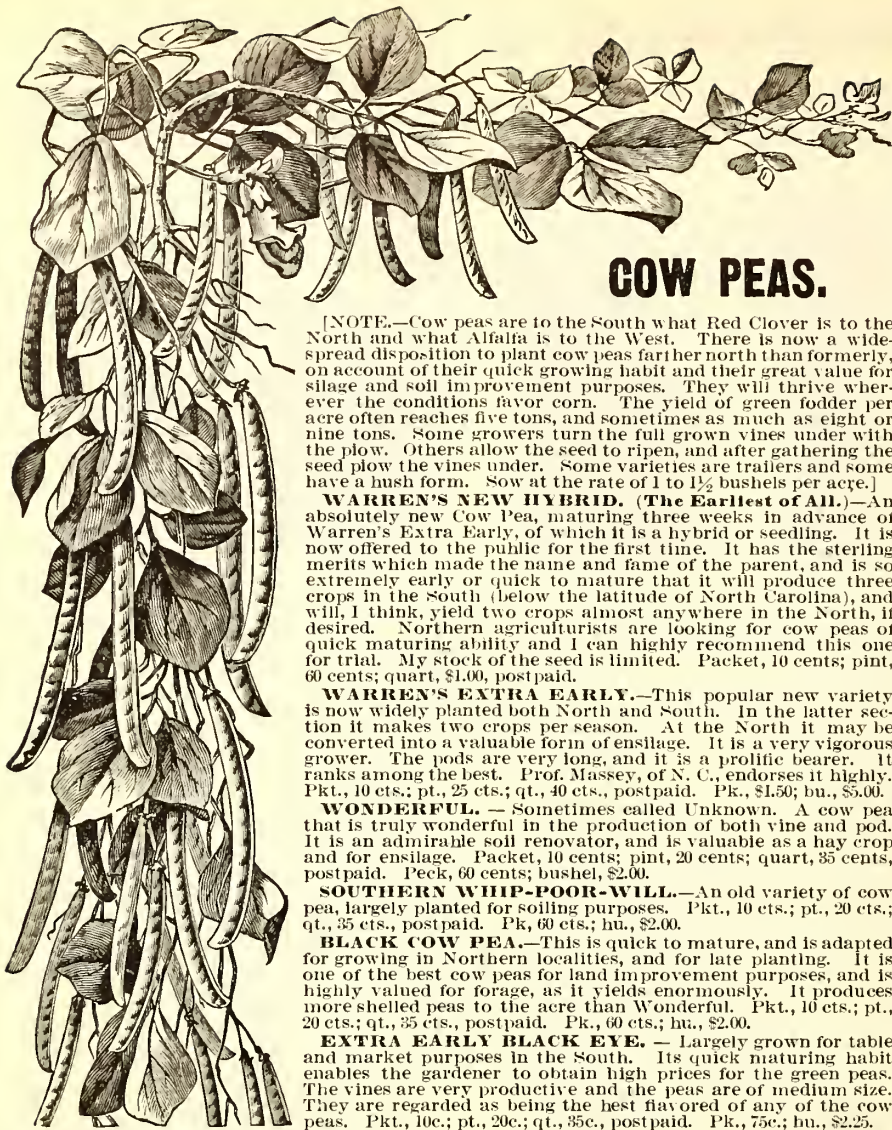 COW PEAS.
[NOTE.—Cow peas are to the South what Red Clover is to the
North and what Alfalfa is to the West. There is now a wide-
spread disposition to plant cow peas farther north than formerly,
on account of their quick growing habit and their great value for
silage and soil improvement purposes. They will thrive wher-
ever the conditions favor corn. The yield of green fodder per
acre often reaches five tons, and sometimes as much as eight or
nine tons. Some growers turn the full grown vines under with
the plow. Others allow the seed to ripen, and after gathering the
seed plow the vines under. Some varieties are trailers and some
have a bush form. Sow at the rate of 1 to 1½ bushels per acre.]
WARREN'S NEW HYBRID. (The Earliest of All.)—An
absolutely new Cow Pea, maturing three weeks in advance of
Warren's Extra Early, of which it is a hybrid or seedling. It is
now offered to the public for the first time. It has the sterling
merits which made the name and fame of the parent, and is so
extremely early or quick to mature that it will produce three
crops in the South (below the latitude of North Carolina), and
will, I think, yield two crops almost anywhere in the North, if
desired. Northern agriculturists are looking for cow peas of
quick maturing ability and I can highly recommend this one
for trial. My stock of the seed is limited. Packet, 10 cents; pint,
60 cents; quart, $1.00, postpaid.
WARREN'S EXTRA EARLY.—This popular new variety
is now widely planted both North and South. In the latter sec-
tion it makes two crops per season. At the North it may be
converted into a valuable form of ensilage. It is a very vigorous
grower. The pods are very long, and it is a prolific bearer. It
ranks among the best. Prof. Massey, of N. C., endorses it highly.
Pkt., 10 cts.; pt., 25 cts.; qt., 40 cts., postpaid. Pk., $1.50; bu., $5.00.
WONDERFUL. — Sometimes called Unknown. A cow pea
that is truly wonderful in the production of both vine and pod.
It is an admirable soil renovator, and is valuable as a hay crop
and for ensilage. Packet, 10 cents; pint, 20 cents; quart, 35 cents,
postpaid. Peck, 60 cents; bushel, $2.00.
SOUTHERN WHIP-POOR-WILL.—An old variety of cow
pea, largely planted for soiling purposes. Pkt., 10 cts.; pt., 20 cts.;
qt., 35 cts., postpaid. Pk, 60 cts.; bu., $2.00.
BLACK COW PEA.—This is quick to mature, and is adapted
for growing in Northern localities, and for late planting. It is
one of the best cow peas for land improvement purposes, and is
highly valued for forage, as it yields enormously. It produces
more shelled peas to the acre than Wonderful. Pkt., 10 cts.; pt.,
20 cts.; qt., 35 cts., postpaid. Pk., 60 cts.; bu., $2.00.
EXTRA EARLY BLACK EYE. — Largely grown for table
and market purposes in the South. Its quick maturing habit
enables the gardener to obtain high prices for the green peas.
The vines are very productive and the peas are of medium size.
They are regarded as being the best flavored of any of the cow
peas. Pkt., 10c.; pt., 20c.; qt., 35c., postpaid. Pk., 75c.; bu., $2.25.